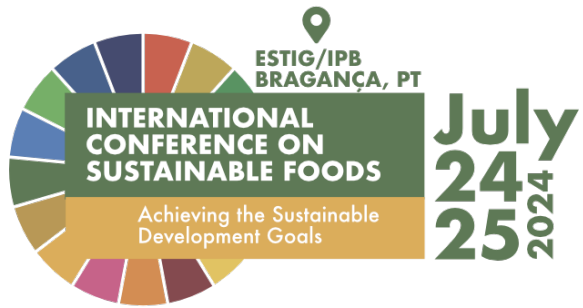 ESTIG/IPB
BRAGANÇA, PT
INTERNATIONAL
CONFERENCE ON
SUSTAINABLE FOODS
Achieving the Sustainable
Development Goals
July
24
25
2024